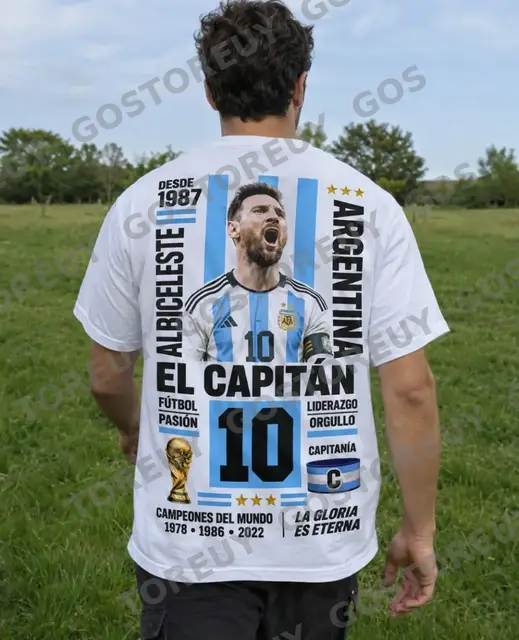 GOSTOREUY
DESDE
1987
ALBICELESTE
ARGENTINA
AFA
10
EL CAPITÁN
FÚTBOL
PASIÓN
10
LIDERAZGO
ORGULLO
CAPITANÍA
C
CAMPEONES DEL MUNDO
1978 • 1986 • 2022
LA GLORIA
ES ETERNA